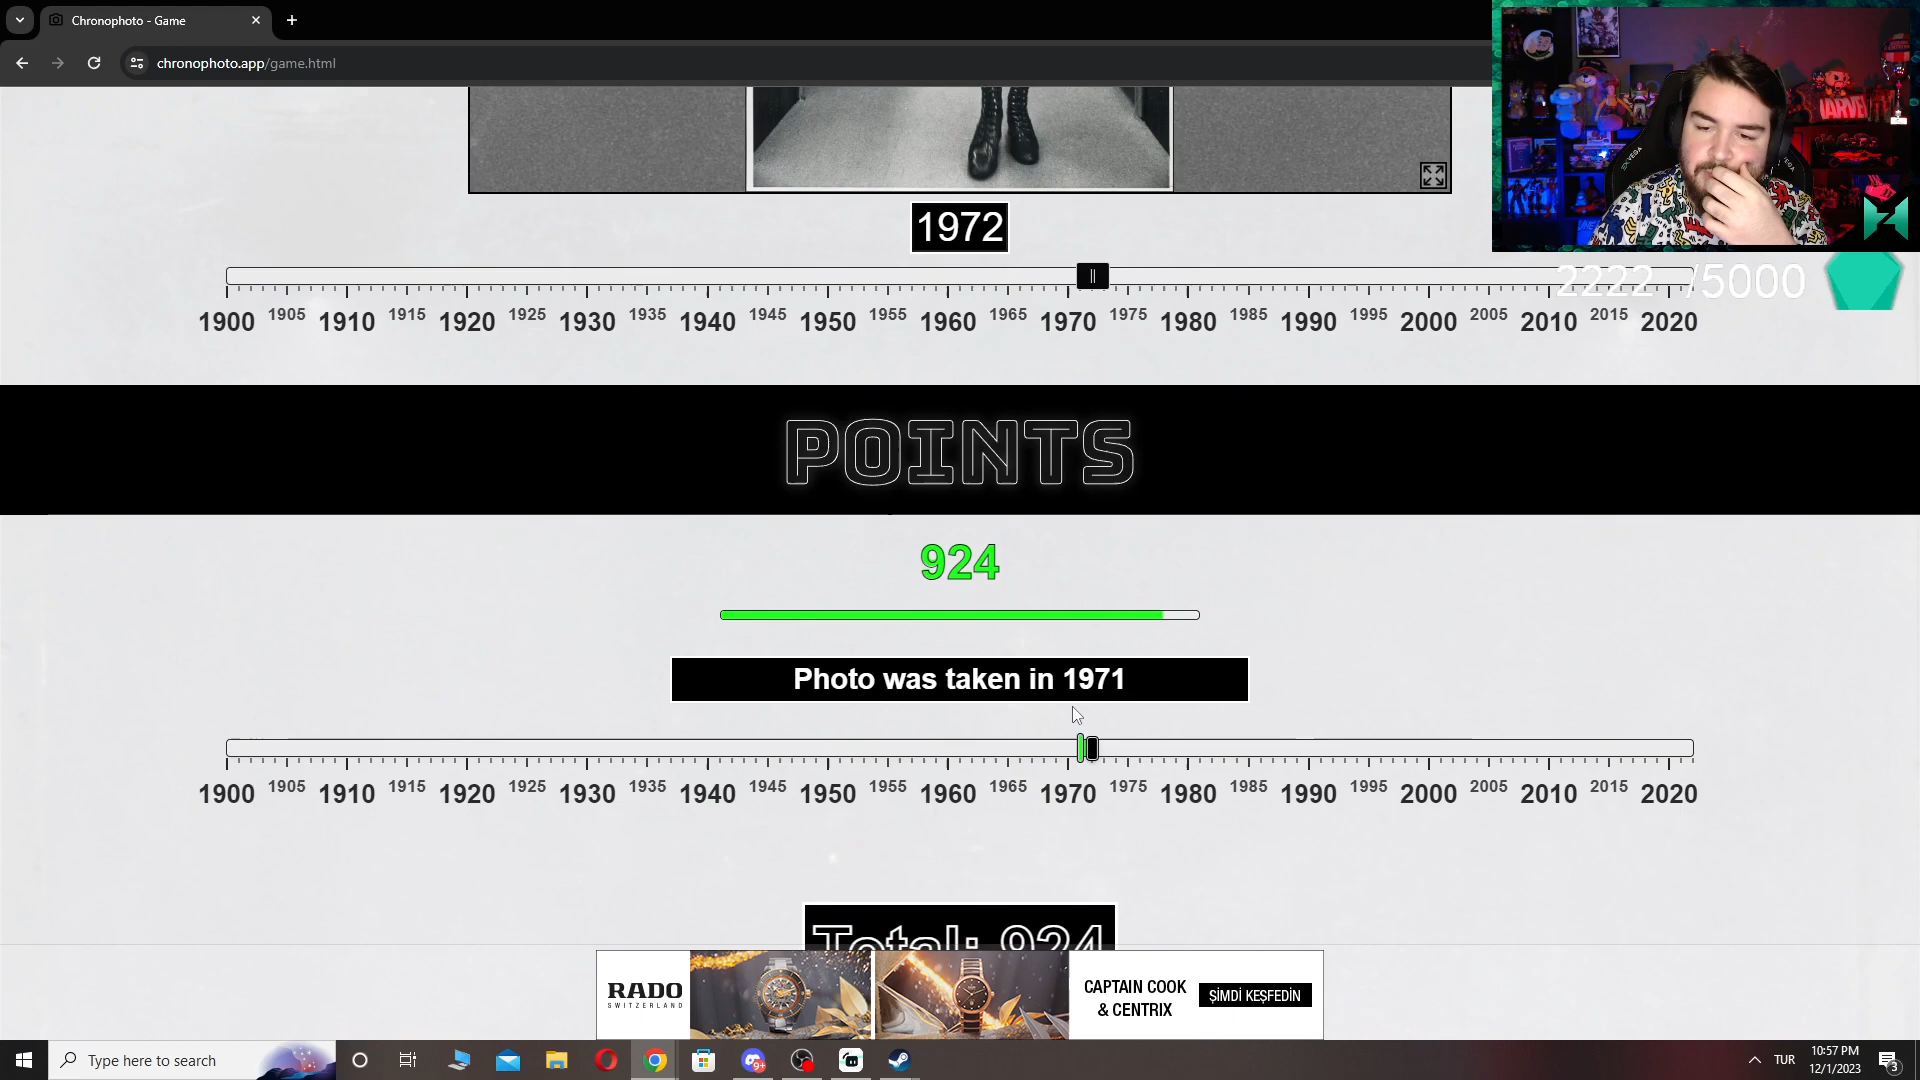 Chronophoto - Game
chronophoto.app/game.html
1972
1900 1905 1910 1915 1920 1925 1930 1935 1940 1945 1950 1955 1960 1965 1970 1975 1980 1985 1990 1995 2000 2005 2010 2015 2020
2222 /5000
MARVEL
VEGA
POINTS
924
Photo was taken in 1971
1900 1905 1910 1915 1920 1925 1930 1935 1940 1945 1950 1955 1960 1965 1970 1975 1980 1985 1990 1995 2000 2005 2010 2015 2020
Total: 924
RADO
SWITZERLAND
CAPTAIN COOK
& CENTRIX
ŞİMDİ KEŞFEDİN
Type here to search
9+
TUR
10:57 PM
12/1/2023
3